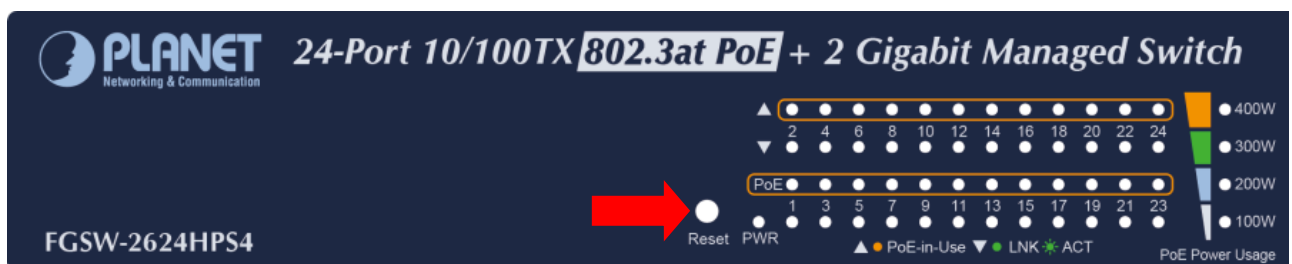 PLANET
Networking & Communication
24-Port 10/100TX 802.3at PoE + 2 Gigabit Managed Switch
400W
2 4 6 8 10 12 14 16 18 20 22 24
300W
PoE
200W
1 3 5 7 9 11 13 15 17 19 21 23
100W
Reset PWR
PoE-in-Use LNK ACT
PoE Power Usage
FGSW-2624HPS4